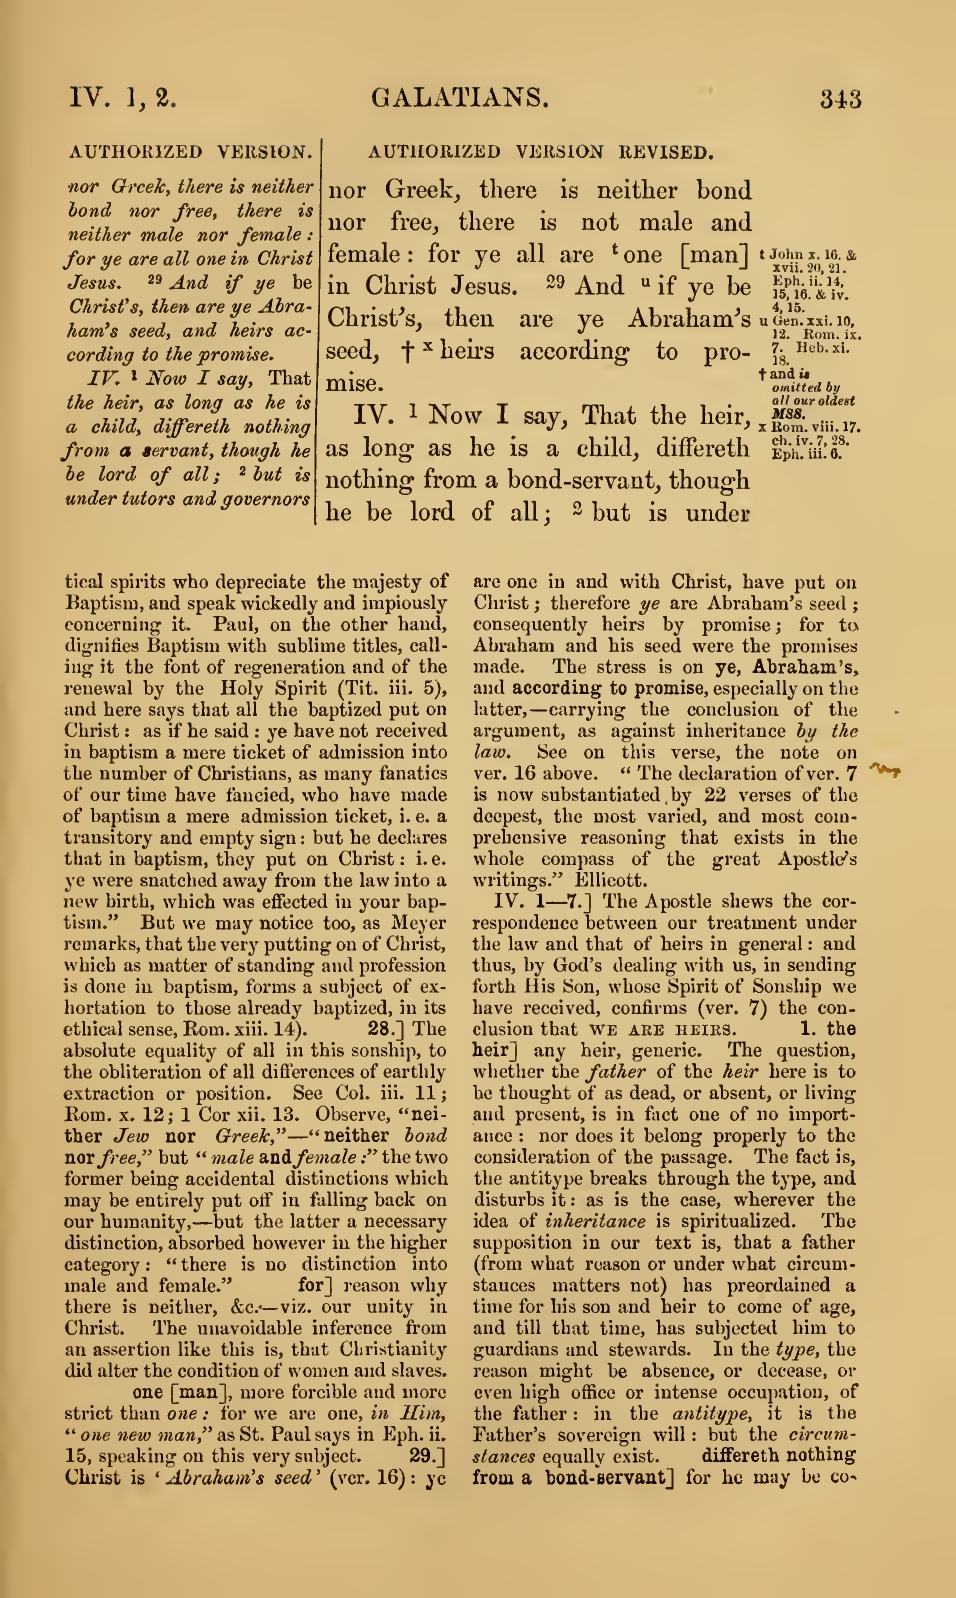 IV. 1, 2.
GALATIANS.
343
AUTHORIZED VERSION.
nor Greek, there is neither
bond nor free, there is
neither male nor female :
for ye are all one in Christ
Jesus. 29 And if ye be
Christ's, then are ye Abra-
ham's seed, and heirs ac-
cording to the promise.
IV. 1 Now I say, That
the heir, as long as he is
a child, differeth nothing
from a servant, though he
be lord of all ; 2 but is
under tutors and governors
AUTHORIZED VERSION REVISED.
nor Greek, there is neither bond
nor free, there is not male and
female : for ye all are t one [man]
in Christ Jesus. 29 And u if ye be
Christ's, then are ye Abraham's
seed, † x heirs according to pro-
mise.
IV. 1 Now I say, That the heir,
as long as he is a child, differeth
nothing from a bond-servant, though
he be lord of all ; 2 but is under
t John x. 16. &
xvii. 20, 21.
Eph. ii. 14,
15, 16. & iv.
4, 15.
u Gen. xxi. 10,
12. Rom. ix.
7. Heb. xi.
18.
† and is
omitted by
all our oldest
MSS.
x Rom. viii. 17.
ch. iv. 7, 28.
Eph. iii. 6.
tical spirits who depreciate the majesty of
Baptism, and speak wickedly and impiously
concerning it. Paul, on the other hand,
dignifies Baptism with sublime titles, call-
ing it the font of regeneration and of the
renewal by the Holy Spirit (Tit. iii. 5),
and here says that all the baptized put on
Christ : as if he said : ye have not received
in baptism a mere ticket of admission into
the number of Christians, as many fanatics
of our time have fancied, who have made
of baptism a mere admission ticket, i. e. a
transitory and empty sign : but he declares
that in baptism, they put on Christ : i. e.
ye were snatched away from the law into a
new birth, which was effected in your bap-
tism." But we may notice too, as Meyer
remarks, that the very putting on of Christ,
which as matter of standing and profession
is done in baptism, forms a subject of ex-
hortation to those already baptized, in its
ethical sense, Rom. xiii. 14). 28.] The
absolute equality of all in this sonship, to
the obliteration of all differences of earthly
extraction or position. See Col. iii. 11 ;
Rom. x. 12 ; 1 Cor xii. 13. Observe, "nei-
ther Jew nor Greek,"—"neither bond
nor free," but "male and female :" the two
former being accidental distinctions which
may be entirely put off in falling back on
our humanity,—but the latter a necessary
distinction, absorbed however in the higher
category : "there is no distinction into
male and female." for] reason why
there is neither, &c.—viz. our unity in
Christ. The unavoidable inference from
an assertion like this is, that Christianity
did alter the condition of women and slaves.
one [man], more forcible and more
strict than one : for we are one, in Him,
"one new man," as St. Paul says in Eph. ii.
15, speaking on this very subject. 29.]
Christ is 'Abraham's seed' (ver. 16) : ye
are one in and with Christ, have put on
Christ ; therefore ye are Abraham's seed ;
consequently heirs by promise ; for to
Abraham and his seed were the promises
made. The stress is on ye, Abraham's,
and according to promise, especially on the
latter,—carrying the conclusion of the
argument, as against inheritance by the
law. See on this verse, the note on
ver. 16 above. "The declaration of ver. 7
is now substantiated by 22 verses of the
deepest, the most varied, and most com-
prehensive reasoning that exists in the
whole compass of the great Apostle's
writings." Ellicott.
IV. 1—7.] The Apostle shews the cor-
respondence between our treatment under
the law and that of heirs in general : and
thus, by God's dealing with us, in sending
forth His Son, whose Spirit of Sonship we
have received, confirms (ver. 7) the con-
clusion that WE ARE HEIRS. 1. the
heir] any heir, generic. The question,
whether the father of the heir here is to
be thought of as dead, or absent, or living
and present, is in fact one of no import-
ance : nor does it belong properly to the
consideration of the passage. The fact is,
the antitype breaks through the type, and
disturbs it : as is the case, wherever the
idea of inheritance is spiritualized. The
supposition in our text is, that a father
(from what reason or under what circum-
stances matters not) has preordained a
time for his son and heir to come of age,
and till that time, has subjected him to
guardians and stewards. In the type, the
reason might be absence, or decease, or
even high office or intense occupation, of
the father : in the antitype, it is the
Father's sovereign will : but the circum-
stances equally exist. differeth nothing
from a bond-servant] for he may be co-